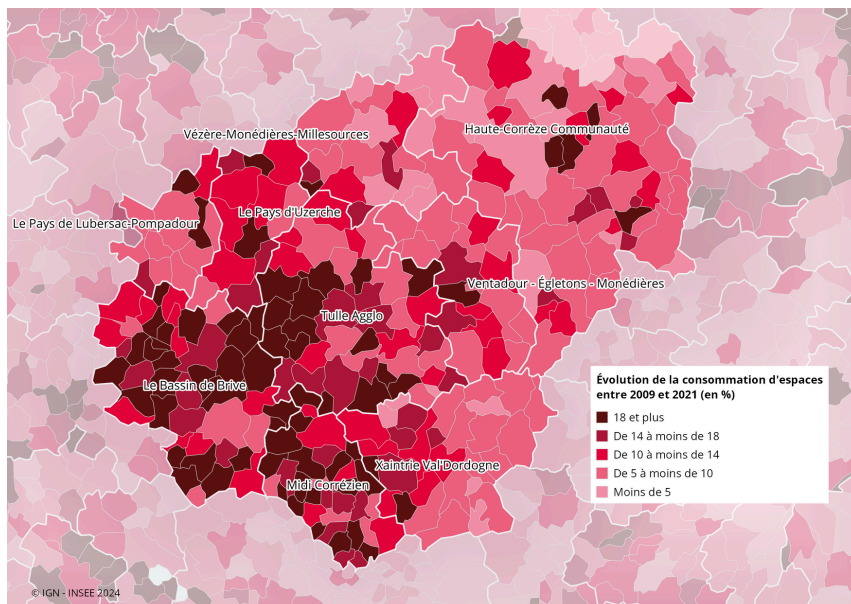 Vézère-Monédières-Millesources
Haute-Corrèze Communauté
Le Pays d'Uzerche
Le Pays de Lubersac-Pompadour
Ventadour - Égletons - Monédières
Tulle Agglo
Le Bassin de Brive
Xaintrie Val'Dordogne
Midi Corrézien
Évolution de la consommation d'espaces
entre 2009 et 2021 (en %)
18 et plus
De 14 à moins de 18
De 10 à moins de 14
De 5 à moins de 10
Moins de 5
© IGN - INSEE 2024